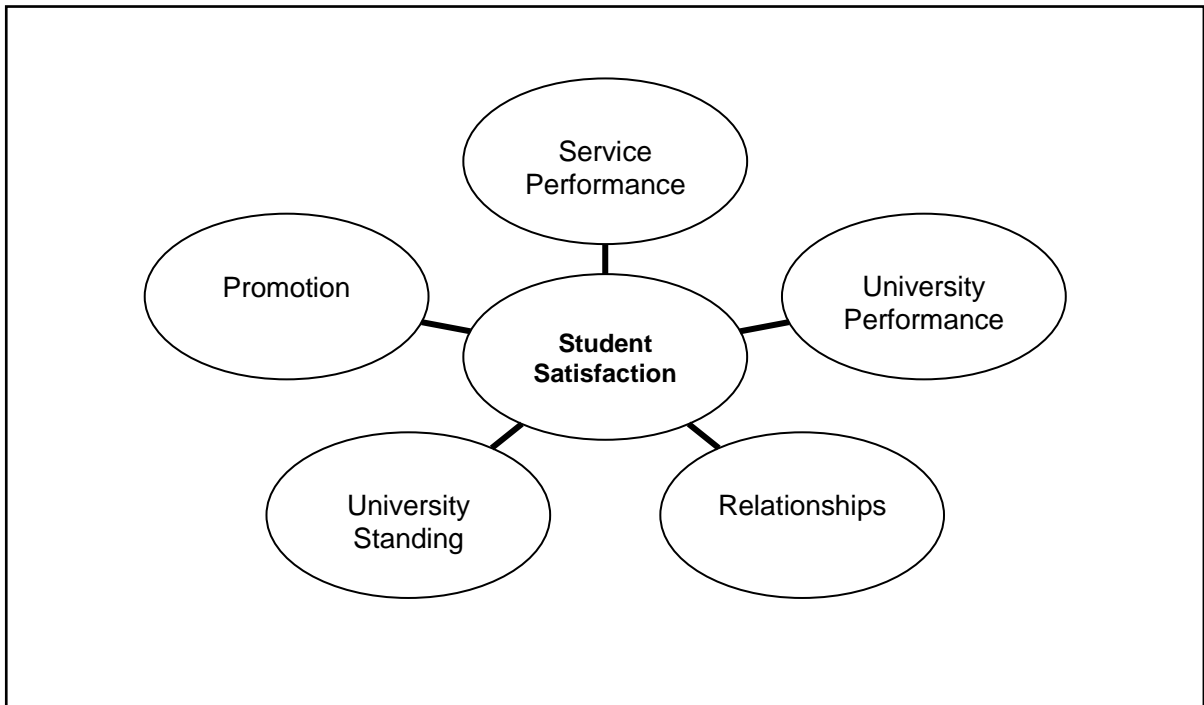 Service
Performance
Promotion
University
Performance
Student
Satisfaction
University
Standing
Relationships